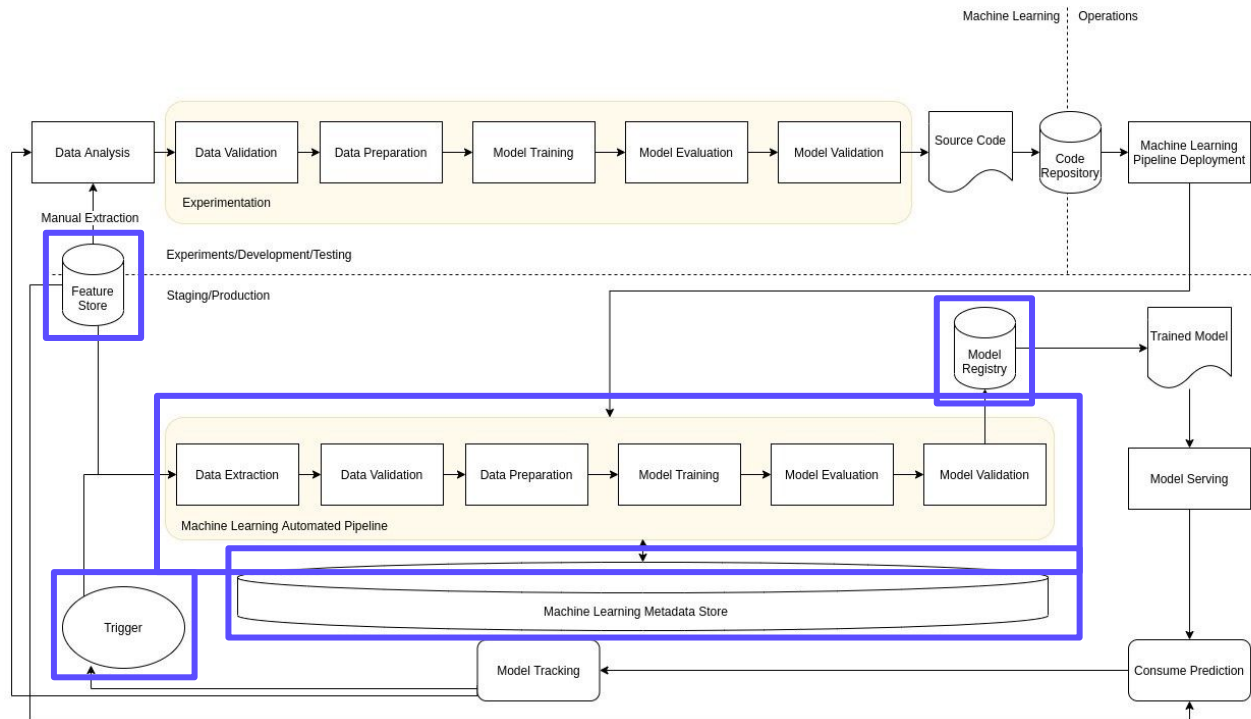 Machine Learning
Operations
Data Analysis
Data Validation
Data Preparation
Model Training
Model Evaluation
Model Validation
Source Code
Code
Repository
Machine Learning
Pipeline Deployment
Experimentation
Manual Extraction
Experiments/Development/Testing
Feature
Store
Staging/Production
Model
Registry
Trained Model
Data Extraction
Data Validation
Data Preparation
Model Training
Model Evaluation
Model Validation
Model Serving
Machine Learning Automated Pipeline
Machine Learning Metadata Store
Trigger
Model Tracking
Consume Prediction